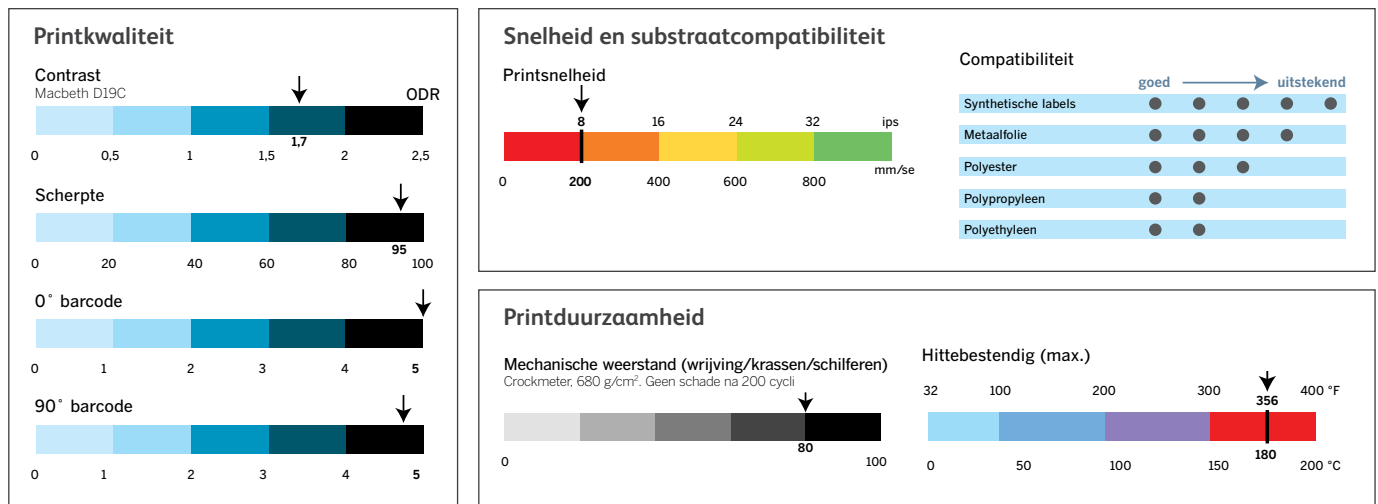 Printkwaliteit
Contrast
Macbeth D19C
ODR
1,7
0 0,5 1 1,5 2 2,5
Scherpte
95
0 20 40 60 80 100
0° barcode
0 1 2 3 4 5
90° barcode
0 1 2 3 4 5
Snelheid en substraatcompatibiliteit
Printsnelheid
8 16 24 32 ips
mm/se
0 200 400 600 800
Compatibiliteit
goed uitstekend
Synthetische labels
Metaalfolie
Polyester
Polypropyleen
Polyethyleen
Printduurzaamheid
Mechanische weerstand (wrijving/krassen/schilferen)
Crockmeter, 680 g/cm². Geen schade na 200 cycli
80
0 100
Hittebestendig (max.)
32 100 200 300 400 °F
356
180
0 50 100 150 200 °C